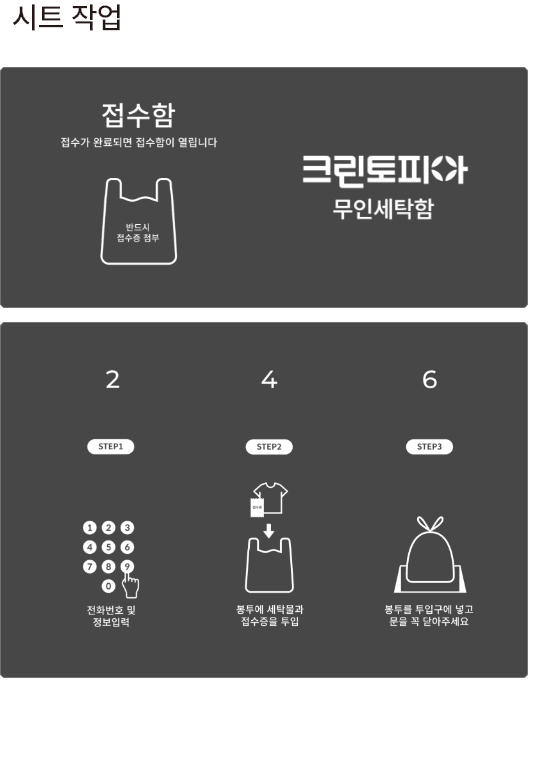 시트 작업
접수함
접수가 완료되면 접수함이 열립니다
반드시
접수증 첨부
크린토피아
무인세탁함
2
4
6
STEP1
STEP2
STEP3
1 2 3
4 5 6
7 8 9
0
전화번호 및
정보입력
봉투에 세탁물과
접수증을 투입
봉투를 투입구에 넣고
문을 꼭 닫아주세요